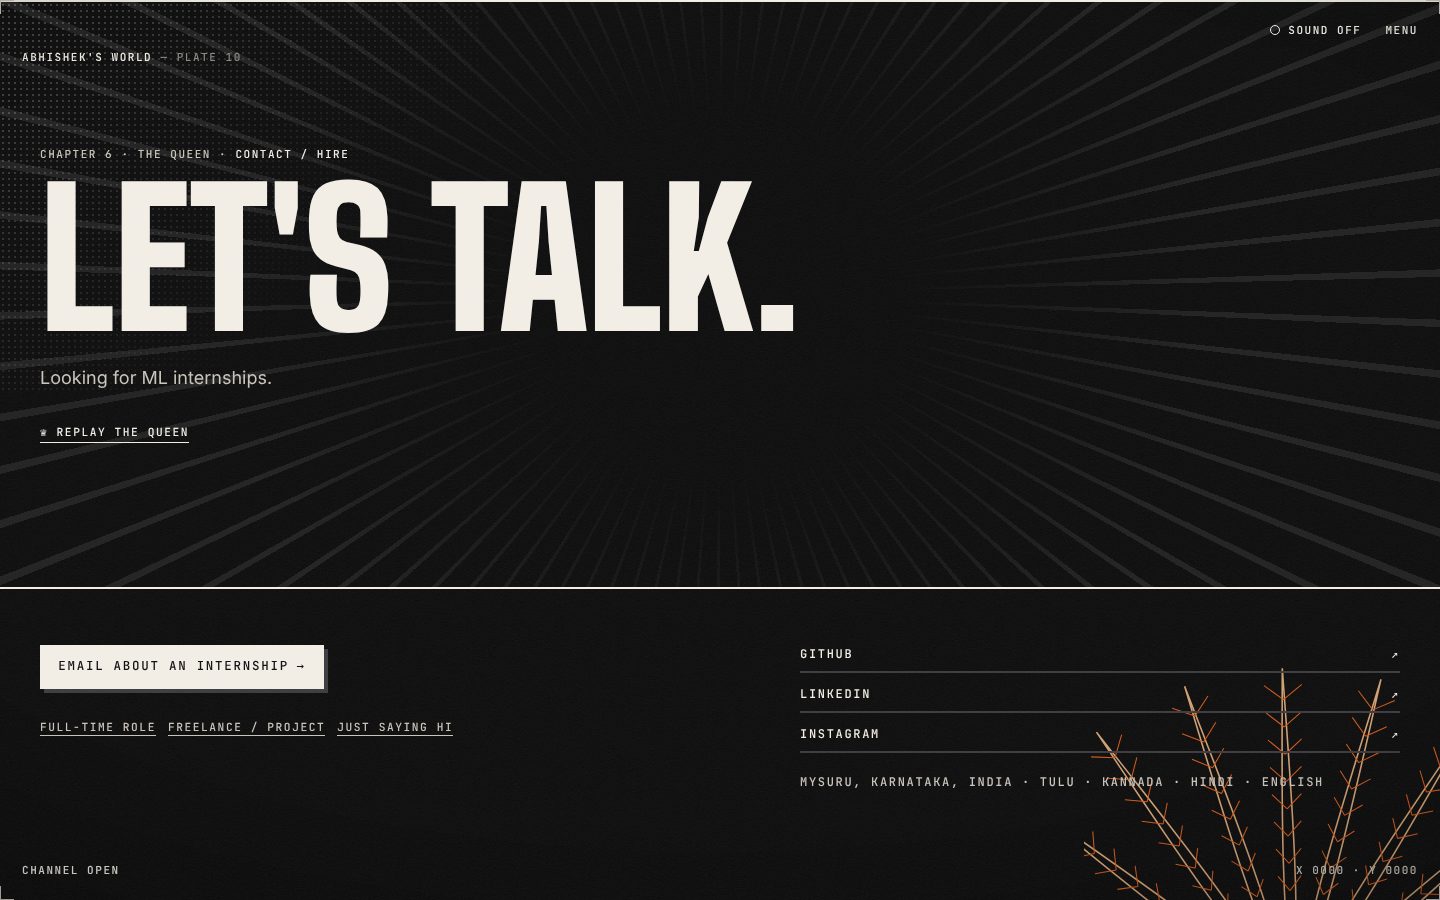 SOUND OFF MENU
ABHISHEK'S WORLD — PLATE 10
CHAPTER 6 · THE QUEEN · CONTACT / HIRE
LET'S TALK.
Looking for ML internships.
♛ REPLAY THE QUEEN
EMAIL ABOUT AN INTERNSHIP →
FULL-TIME ROLE FREELANCE / PROJECT JUST SAYING HI
GITHUB ↗
LINKEDIN ↗
INSTAGRAM ↗
MYSURU, KARNATAKA, INDIA · TULU · KANNADA · HINDI · ENGLISH
CHANNEL OPEN
X 0000 · Y 0000